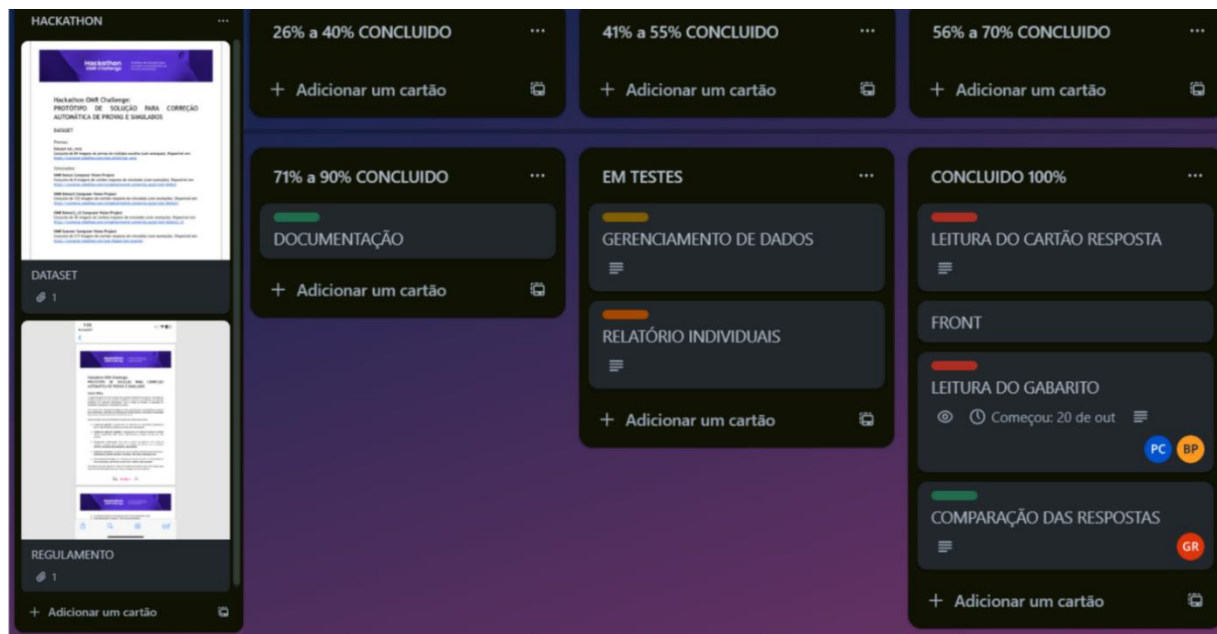 HACKATHON
Hackathon
OMR Challenge
Hackathon OMR Challenge:
PROTÓTIPO DE SOLUÇÃO PARA CORREÇÃO
AUTOMÁTICA DE PROVAS E SIMULADOS
DATASET
DATASET
1
REGULAMENTO
1
+ Adicionar um cartão
26% a 40% CONCLUIDO
+ Adicionar um cartão
41% a 55% CONCLUIDO
+ Adicionar um cartão
56% a 70% CONCLUIDO
+ Adicionar um cartão
71% a 90% CONCLUIDO
DOCUMENTAÇÃO
+ Adicionar um cartão
EM TESTES
GERENCIAMENTO DE DADOS
RELATÓRIO INDIVIDUAIS
+ Adicionar um cartão
CONCLUIDO 100%
LEITURA DO CARTÃO RESPOSTA
FRONT
LEITURA DO GABARITO
Começou: 20 de out
PC BP
COMPARAÇÃO DAS RESPOSTAS
GR
+ Adicionar um cartão